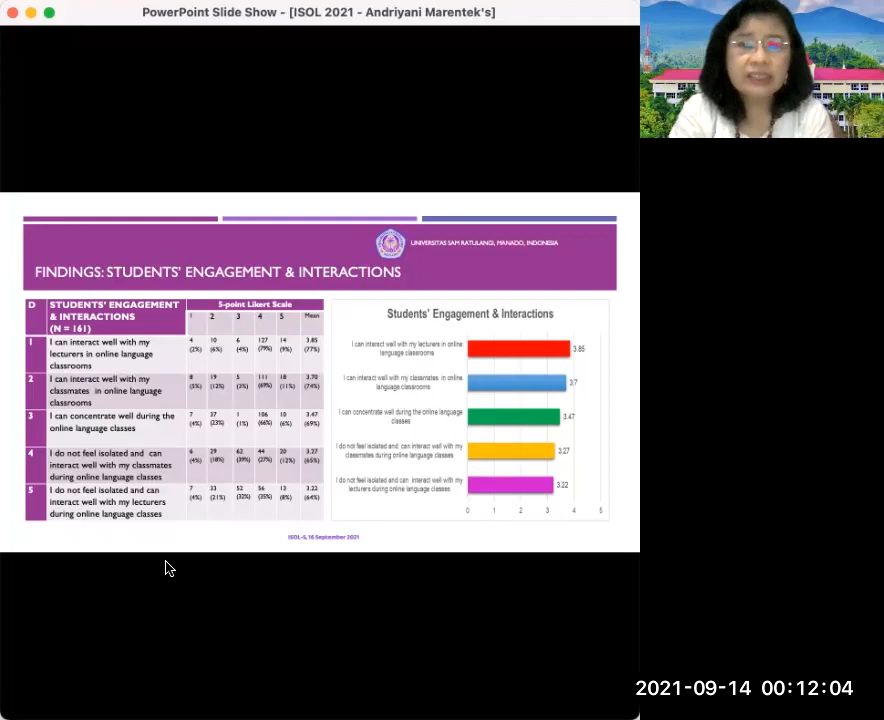 PowerPoint Slide Show - [ISOL 2021 - Andriyani Marentek's]
UNIVERSITAS SAM RATULANGI, MANADO, INDONESIA
FINDINGS: STUDENTS' ENGAGEMENT & INTERACTIONS
D STUDENTS' ENGAGEMENT & INTERACTIONS (N = 161) 5-point Likert Scale
1 2 3 4 5 Mean
1 I can interact well with my lecturers in online language classrooms 4 (2%) 10 (6%) 6 (4%) 127 (79%) 14 (9%) 3.85 (77%)
2 I can interact well with my classmates in online language classrooms 8 (5%) 19 (12%) 5 (3%) 111 (69%) 18 (11%) 3.70 (74%)
3 I can concentrate well during the online language classes 7 (4%) 37 (23%) 1 (1%) 106 (66%) 10 (6%) 3.47 (69%)
4 I do not feel isolated and can interact well with my classmates during online language classes 6 (4%) 29 (18%) 62 (39%) 44 (27%) 20 (12%) 3.27 (65%)
5 I do not feel isolated and can interact well with my lecturers during online language classes 7 (4%) 33 (21%) 52 (32%) 56 (35%) 13 (8%) 3.22 (64%)
Students' Engagement & Interactions
I can interact well with my lecturers in online
language classrooms
3.85
I can interact well with my classmates in online
language classrooms
3.7
I can concentrate well during the online language
classes
3.47
I do not feel isolated and can interact well with my
classmates during online language classes
3.27
I do not feel isolated and can interact well with my
lecturers during online language classes
3.22
0 1 2 3 4 5
ISOL-5, 16 September 2021
2021-09-14 00:12:04